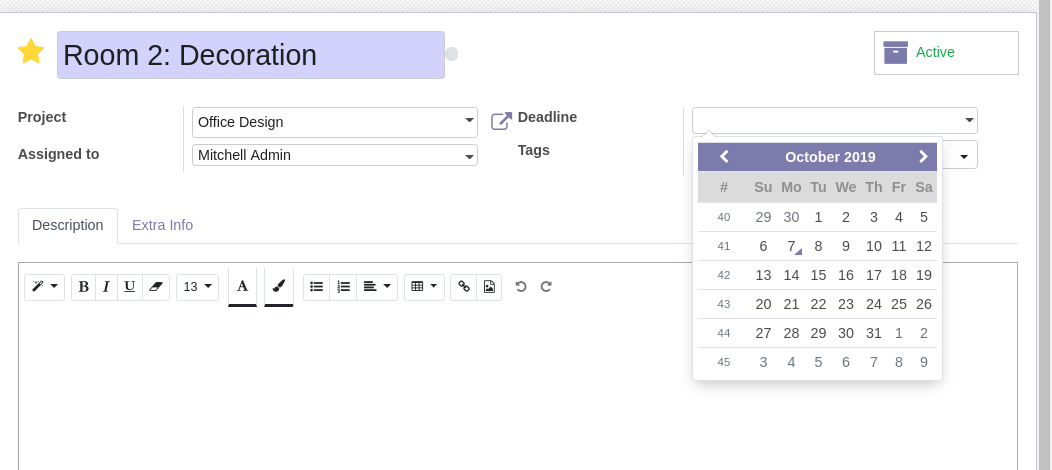 Room 2: Decoration
Active
Project
Office Design
Deadline
Assigned to
Mitchell Admin
Tags
October 2019
# Su Mo Tu We Th Fr Sa
40 29 30 1 2 3 4 5
41 6 7 8 9 10 11 12
42 13 14 15 16 17 18 19
43 20 21 22 23 24 25 26
44 27 28 29 30 31 1 2
45 3 4 5 6 7 8 9
Description Extra Info
B I U 13 A